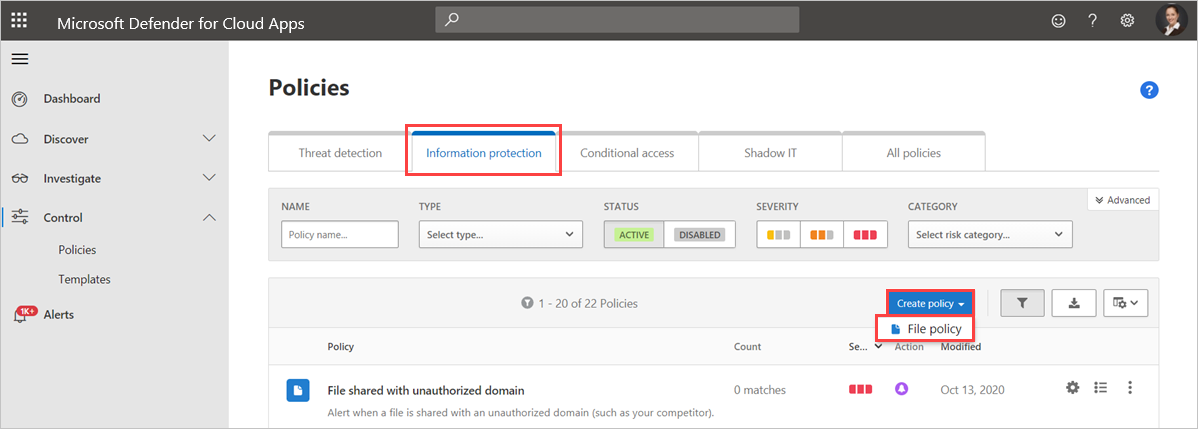 Microsoft Defender for Cloud Apps
?
Dashboard
Discover
Investigate
Control
Policies
Templates
1K+
Alerts
Policies
?
Threat detection
Information protection
Conditional access
Shadow IT
All policies
Advanced
NAME
TYPE
STATUS
SEVERITY
CATEGORY
Policy name...
Select type...
ACTIVE
DISABLED
Select risk category...
1 - 20 of 22 Policies
Create policy
File policy
Policy
Count
Se...
Action
Modified
File shared with unauthorized domain
0 matches
Oct 13, 2020
Alert when a file is shared with an unauthorized domain (such as your competitor).